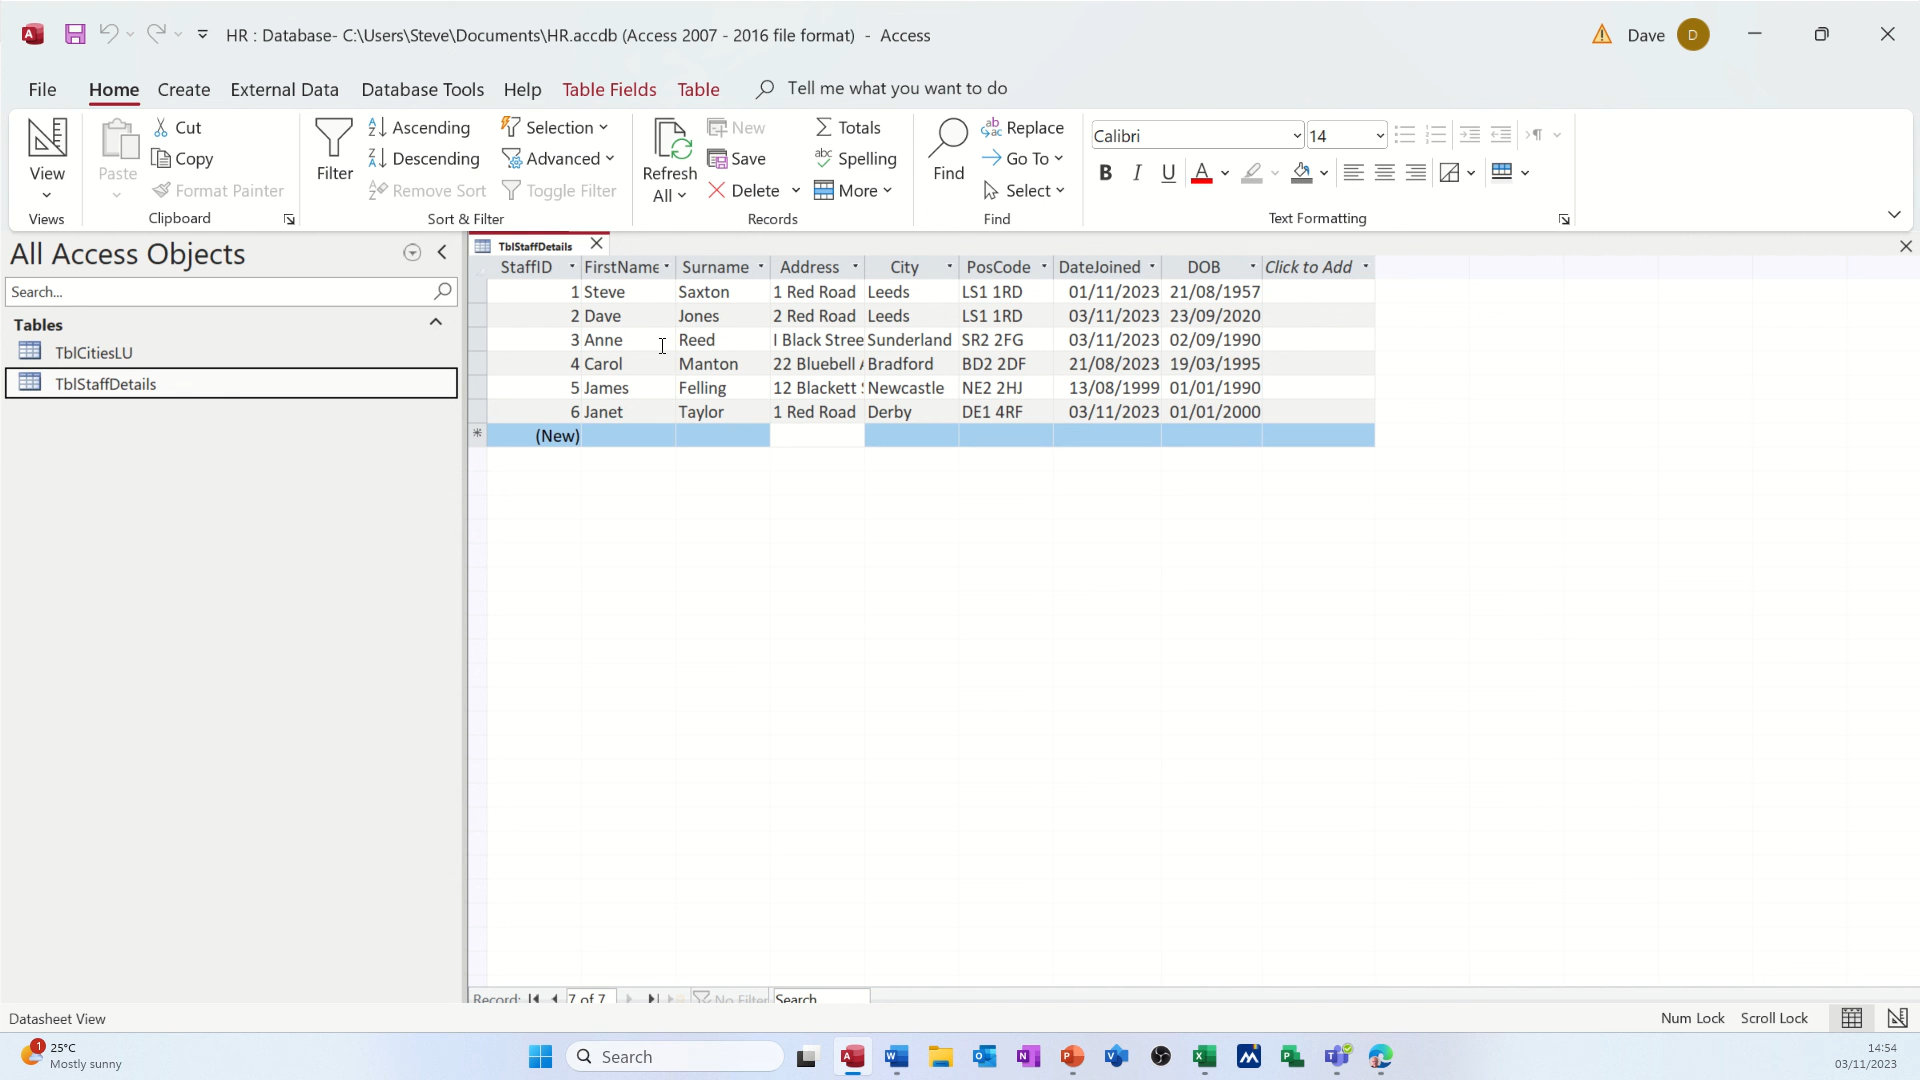 HR : Database- C:\Users\Steve\Documents\HR.accdb (Access 2007 - 2016 file format) - Access
Dave
D
File Home Create External Data Database Tools Help Table Fields Table Tell me what you want to do
View
Views
Paste
Cut
Copy
Format Painter
Clipboard
Filter
Ascending
Descending
Remove Sort
Selection
Advanced
Toggle Filter
Sort & Filter
Refresh
All
New
Save
Delete
Totals
Spelling
More
Records
Find
Replace
Go To
Select
Find
Calibri
14
B I U A
Text Formatting
All Access Objects
Search...
Tables
TblCitiesLU
TblStaffDetails
TblStaffDetails
StaffID FirstName Surname Address City PosCode DateJoined DOB Click to Add
1 Steve Saxton 1 Red Road Leeds LS1 1RD 01/11/2023 21/08/1957
2 Dave Jones 2 Red Road Leeds LS1 1RD 03/11/2023 23/09/2020
3 Anne Reed I Black Stree Sunderland SR2 2FG 03/11/2023 02/09/1990
4 Carol Manton 22 Bluebell A Bradford BD2 2DF 21/08/2023 19/03/1995
5 James Felling 12 Blackett S Newcastle NE2 2HJ 13/08/1999 01/01/1990
6 Janet Taylor 1 Red Road Derby DE1 4RF 03/11/2023 01/01/2000
* (New)
Record: 7 of 7 No Filter Search
Datasheet View
Num Lock Scroll Lock
1
25°C
Mostly sunny
Search
14:54
03/11/2023